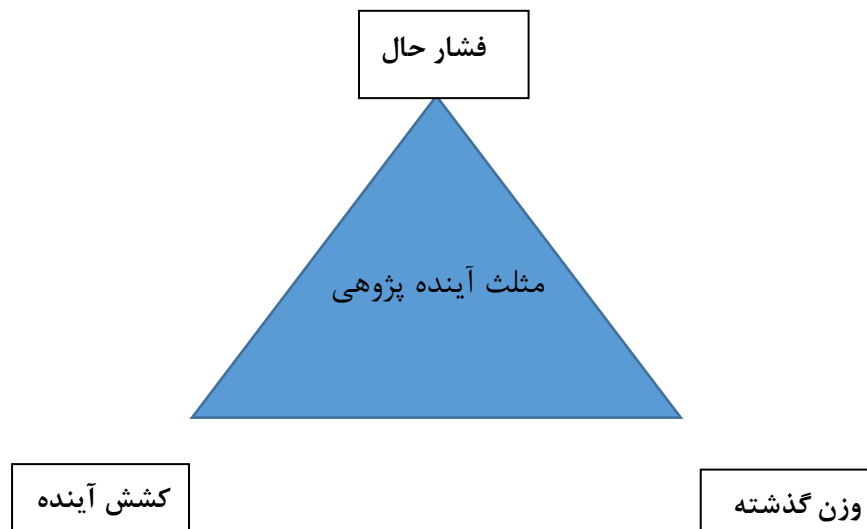 فشار حال
مثلث آینده پژوهی
وزن گذشته
کشش آینده